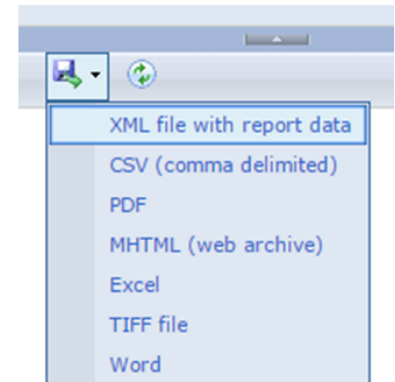 XML file with report data
CSV (comma delimited)
PDF
MHTML (web archive)
Excel
TIFF file
Word